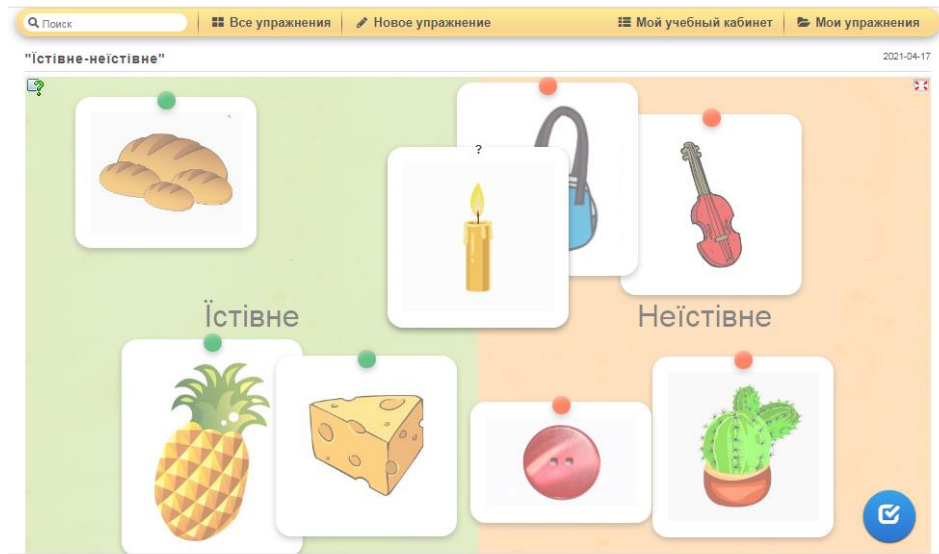 Поиск Все упражнения Новое упражнение Мой учебный кабинет Мои упражнения
"Їстівне-неїстівне" 2021-04-17
?
Їстівне Неїстівне